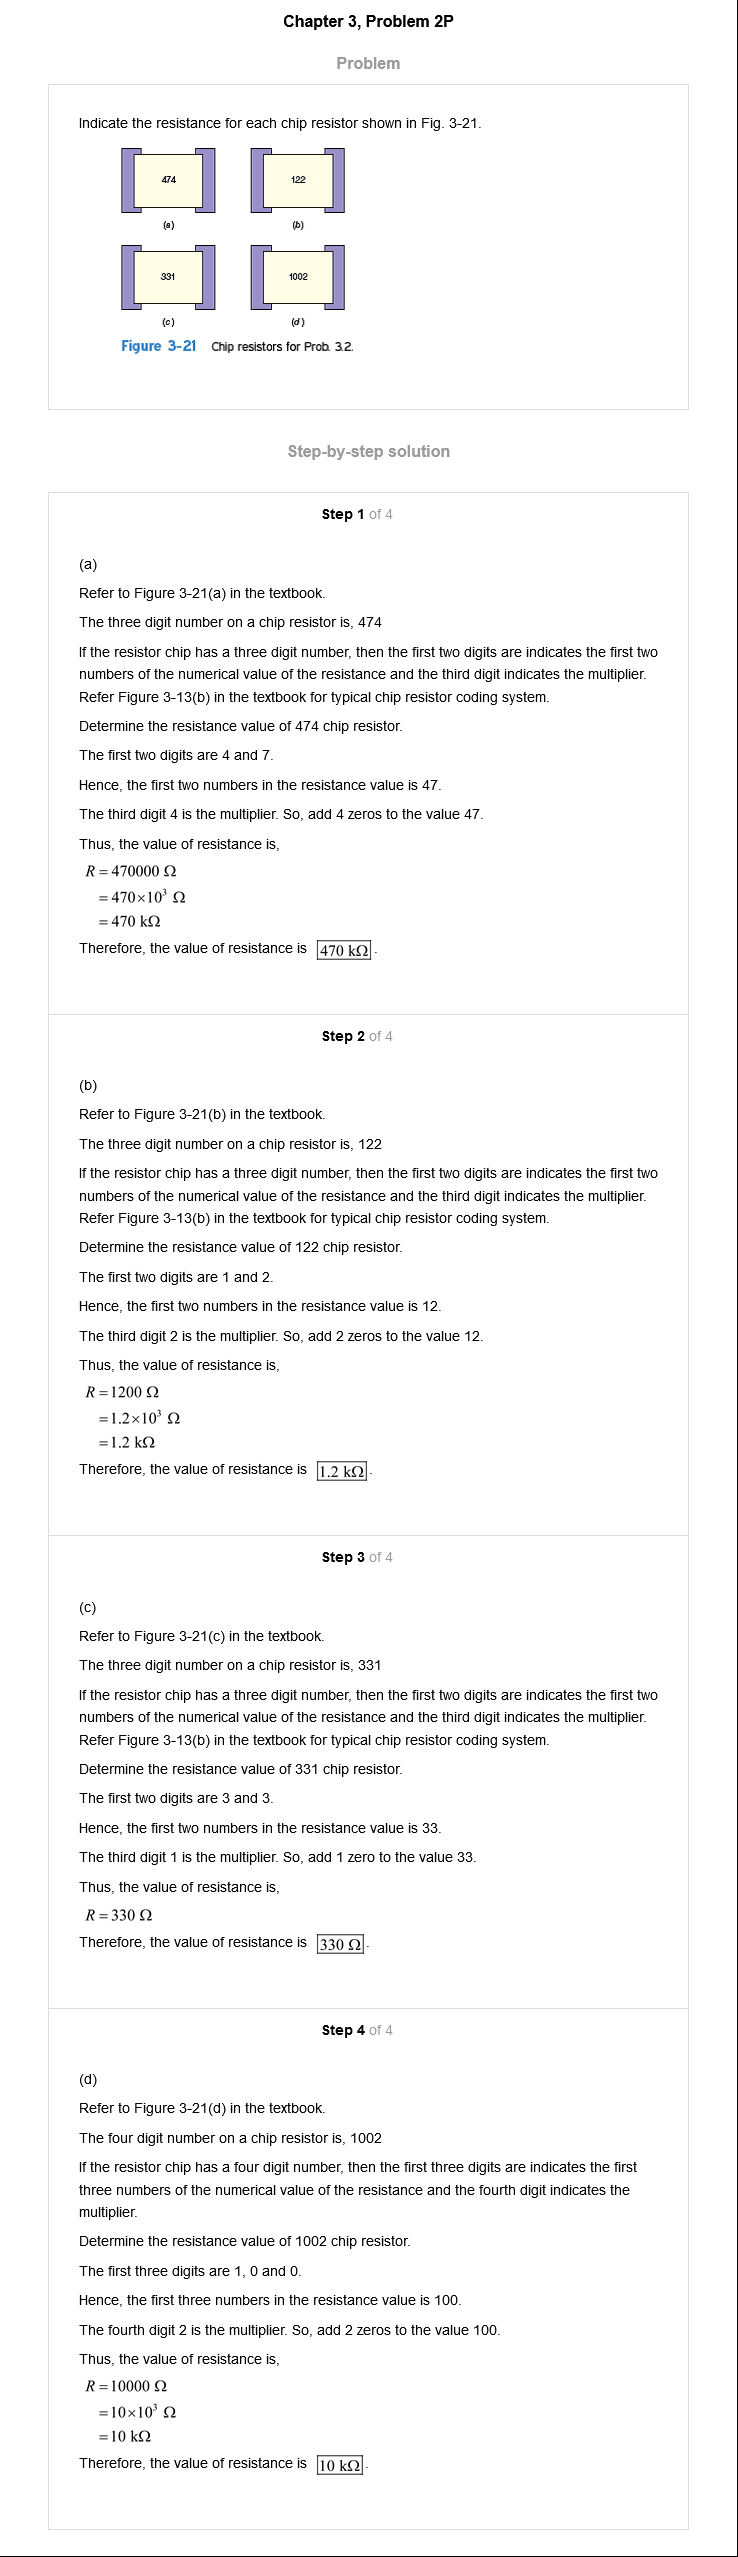 Chapter 3, Problem 2P
Problem
Indicate the resistance for each chip resistor shown in Fig. 3-21.
474
122
(a)
(b)
331
1002
(c)
(d)
Figure 3-21 Chip resistors for Prob. 3.2.
Step-by-step solution
Step 1 of 4
(a)
Refer to Figure 3-21(a) in the textbook.
The three digit number on a chip resistor is, 474
If the resistor chip has a three digit number, then the first two digits are indicates the first two
numbers of the numerical value of the resistance and the third digit indicates the multiplier.
Refer Figure 3-13(b) in the textbook for typical chip resistor coding system.
Determine the resistance value of 474 chip resistor.
The first two digits are 4 and 7.
Hence, the first two numbers in the resistance value is 47.
The third digit 4 is the multiplier. So, add 4 zeros to the value 47.
Thus, the value of resistance is,
R = 470000 Ω
= 470×10³ Ω
= 470 kΩ
Therefore, the value of resistance is 470 kΩ.
Step 2 of 4
(b)
Refer to Figure 3-21(b) in the textbook.
The three digit number on a chip resistor is, 122
If the resistor chip has a three digit number, then the first two digits are indicates the first two
numbers of the numerical value of the resistance and the third digit indicates the multiplier.
Refer Figure 3-13(b) in the textbook for typical chip resistor coding system.
Determine the resistance value of 122 chip resistor.
The first two digits are 1 and 2.
Hence, the first two numbers in the resistance value is 12.
The third digit 2 is the multiplier. So, add 2 zeros to the value 12.
Thus, the value of resistance is,
R = 1200 Ω
= 1.2×10³ Ω
= 1.2 kΩ
Therefore, the value of resistance is 1.2 kΩ.
Step 3 of 4
(c)
Refer to Figure 3-21(c) in the textbook.
The three digit number on a chip resistor is, 331
If the resistor chip has a three digit number, then the first two digits are indicates the first two
numbers of the numerical value of the resistance and the third digit indicates the multiplier.
Refer Figure 3-13(b) in the textbook for typical chip resistor coding system.
Determine the resistance value of 331 chip resistor.
The first two digits are 3 and 3.
Hence, the first two numbers in the resistance value is 33.
The third digit 1 is the multiplier. So, add 1 zero to the value 33.
Thus, the value of resistance is,
R = 330 Ω
Therefore, the value of resistance is 330 Ω.
Step 4 of 4
(d)
Refer to Figure 3-21(d) in the textbook.
The four digit number on a chip resistor is, 1002
If the resistor chip has a four digit number, then the first three digits are indicates the first
three numbers of the numerical value of the resistance and the fourth digit indicates the
multiplier.
Determine the resistance value of 1002 chip resistor.
The first three digits are 1, 0 and 0.
Hence, the first three numbers in the resistance value is 100.
The fourth digit 2 is the multiplier. So, add 2 zeros to the value 100.
Thus, the value of resistance is,
R = 10000 Ω
= 10×10³ Ω
= 10 kΩ
Therefore, the value of resistance is 10 kΩ.